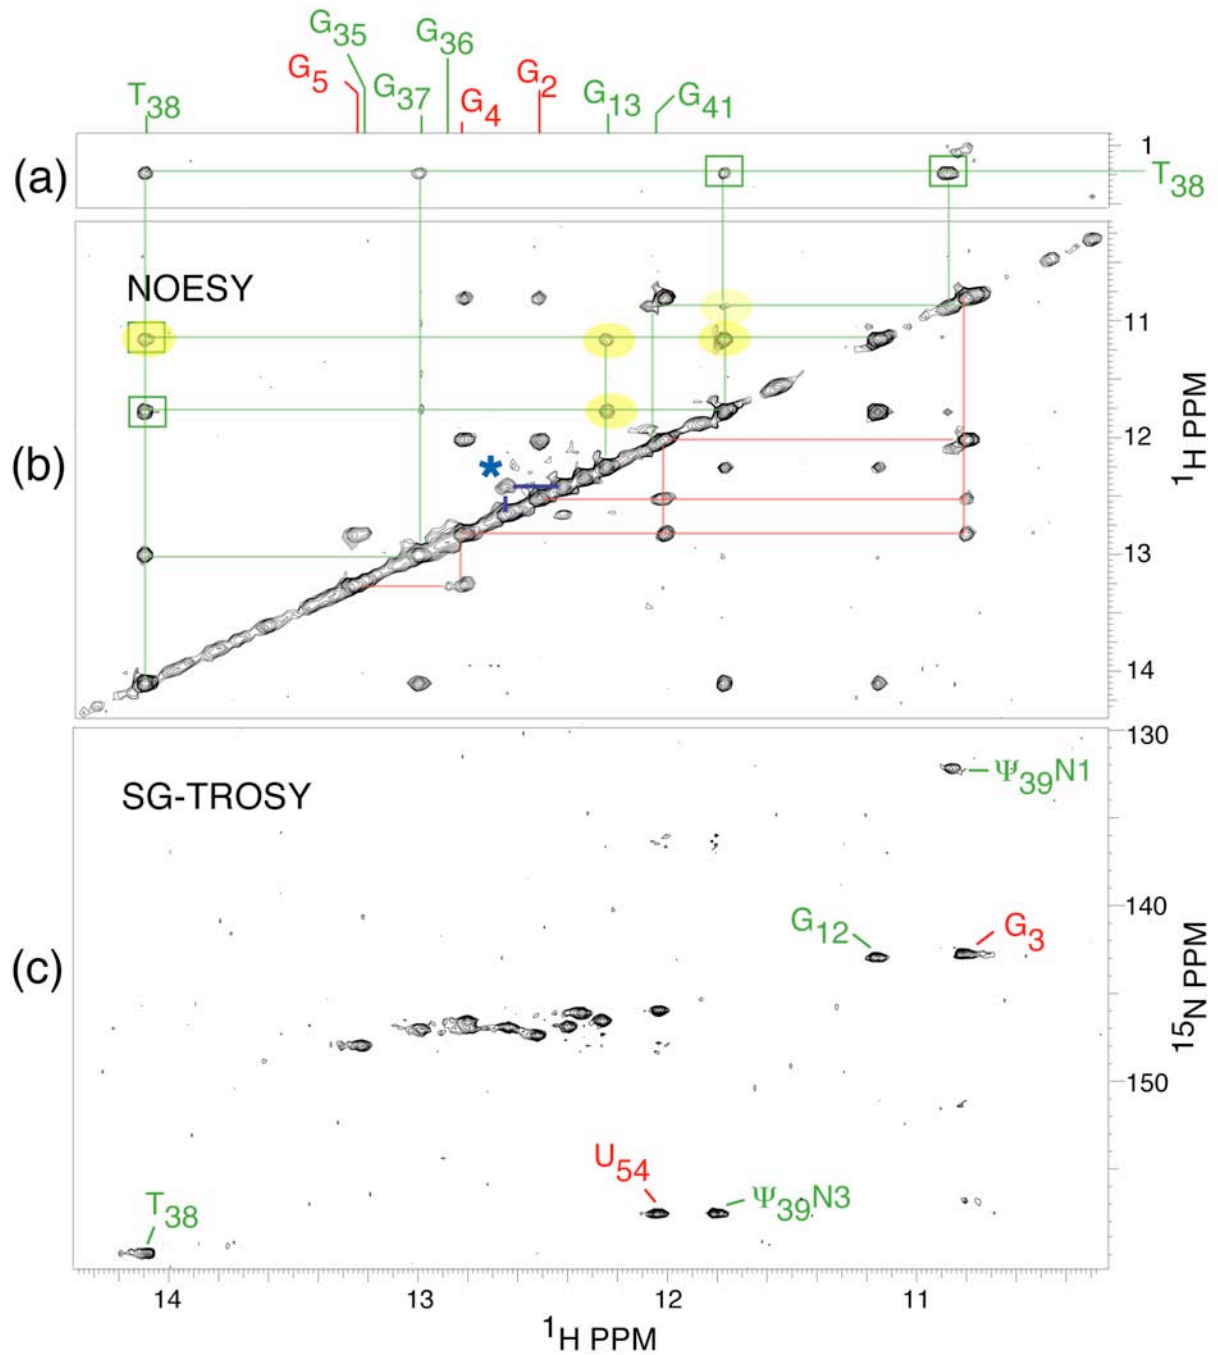 T38 G5 G35 G37 G36 G4 G2 G13 G41
(a)
1
T38
NOESY
11
12
(b)
*
13
14
1H PPM
SG-TROSY
130
Ψ39N1
G12
G3
140
(c)
15N PPM
150
U54
Ψ39N3
T38
14 13 12 11
1H PPM